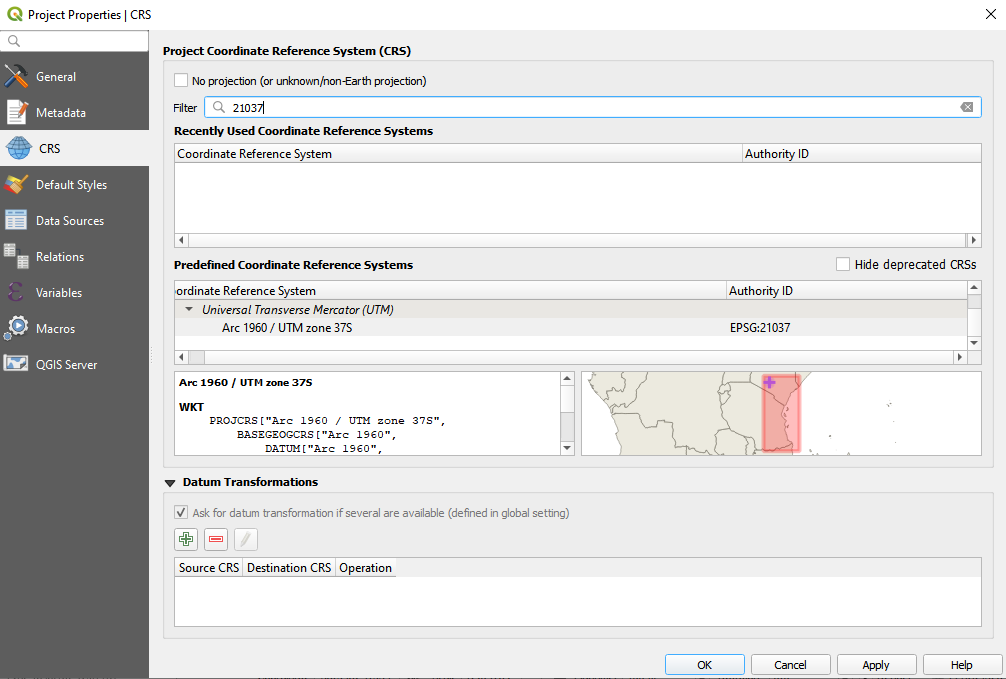 Project Properties | CRS
General
Metadata
CRS
Default Styles
Data Sources
Relations
Variables
Macros
QGIS Server
Project Coordinate Reference System (CRS)
No projection (or unknown/non-Earth projection)
Filter 21037
Recently Used Coordinate Reference Systems
Coordinate Reference System Authority ID
Predefined Coordinate Reference Systems Hide deprecated CRSs
ordinate Reference System Authority ID
Universal Transverse Mercator (UTM)
Arc 1960 / UTM zone 37S EPSG:21037
Arc 1960 / UTM zone 37S
WKT
PROJCRS["Arc 1960 / UTM zone 37S",
BASEGEOGCRS["Arc 1960",
DATUM["Arc 1960",
Datum Transformations
Ask for datum transformation if several are available (defined in global setting)
Source CRS Destination CRS Operation
OK Cancel Apply Help